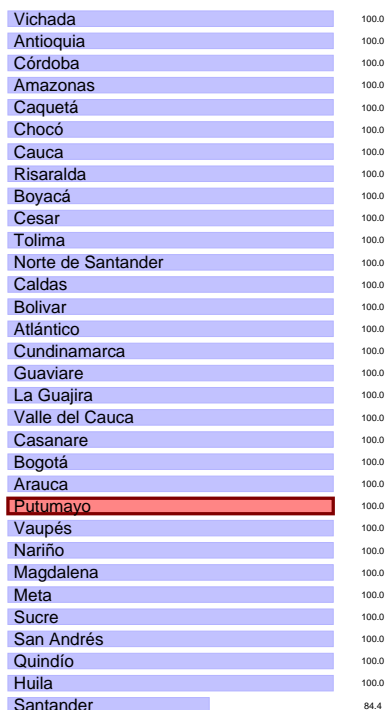 Vichada 100.0
Antioquia 100.0
Córdoba 100.0
Amazonas 100.0
Caquetá 100.0
Chocó 100.0
Cauca 100.0
Risaralda 100.0
Boyacá 100.0
Cesar 100.0
Tolima 100.0
Norte de Santander 100.0
Caldas 100.0
Bolivar 100.0
Atlántico 100.0
Cundinamarca 100.0
Guaviare 100.0
La Guajira 100.0
Valle del Cauca 100.0
Casanare 100.0
Bogotá 100.0
Arauca 100.0
Putumayo 100.0
Vaupés 100.0
Nariño 100.0
Magdalena 100.0
Meta 100.0
Sucre 100.0
San Andrés 100.0
Quindío 100.0
Huila 100.0
Santander 84.4